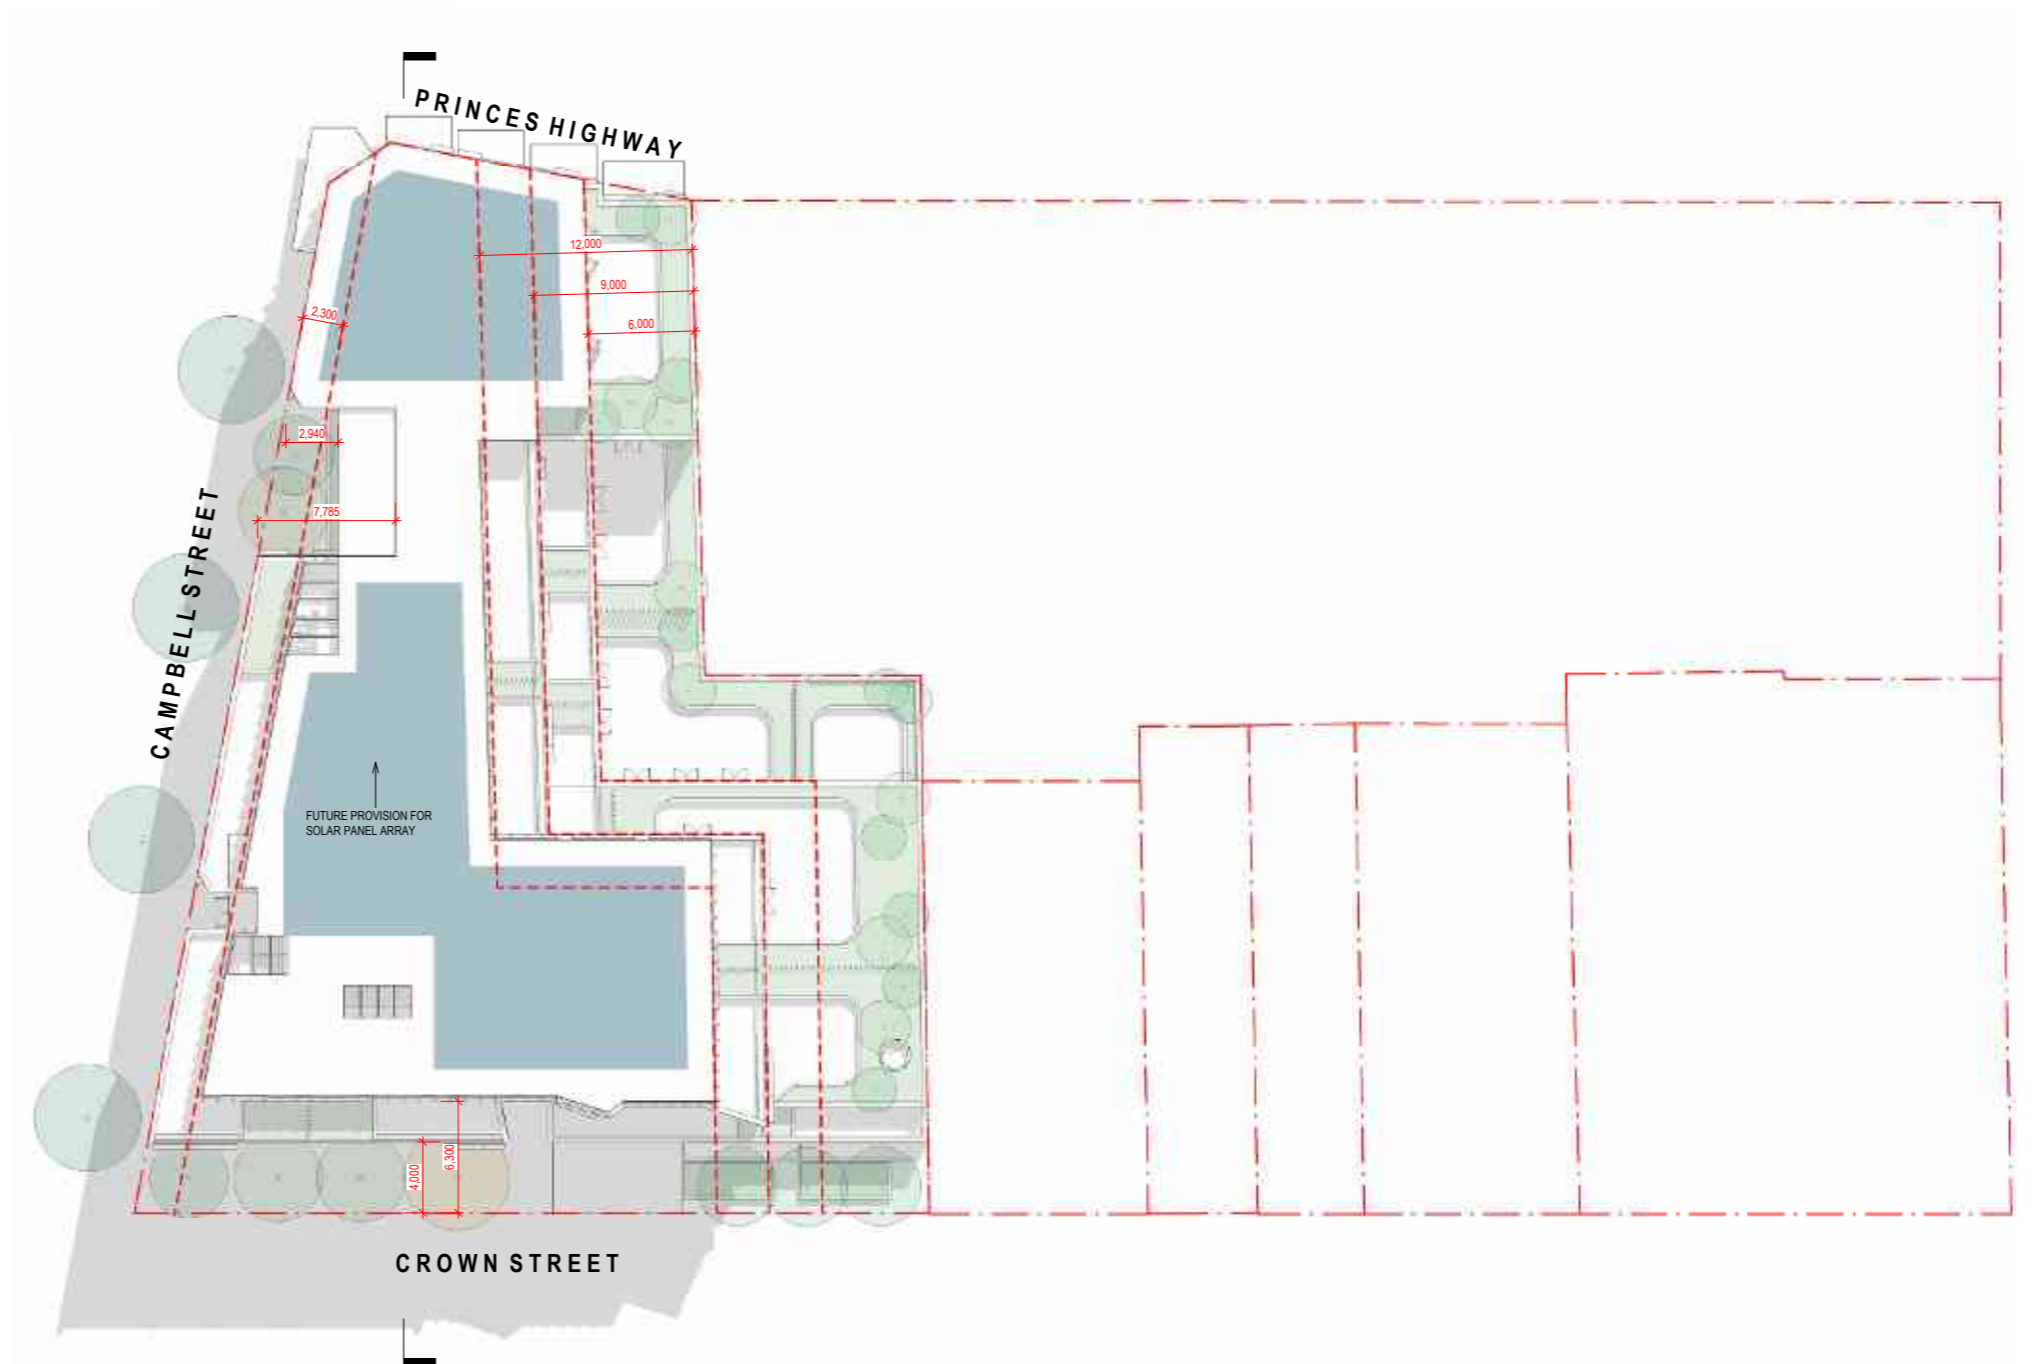 PRINCES HIGHWAY
12,000
9,000
2,300
6,000
2,940
7,785
CAMPBELL STREET
FUTURE PROVISION FOR
SOLAR PANEL ARRAY
6,300
4,000
CROWN STREET